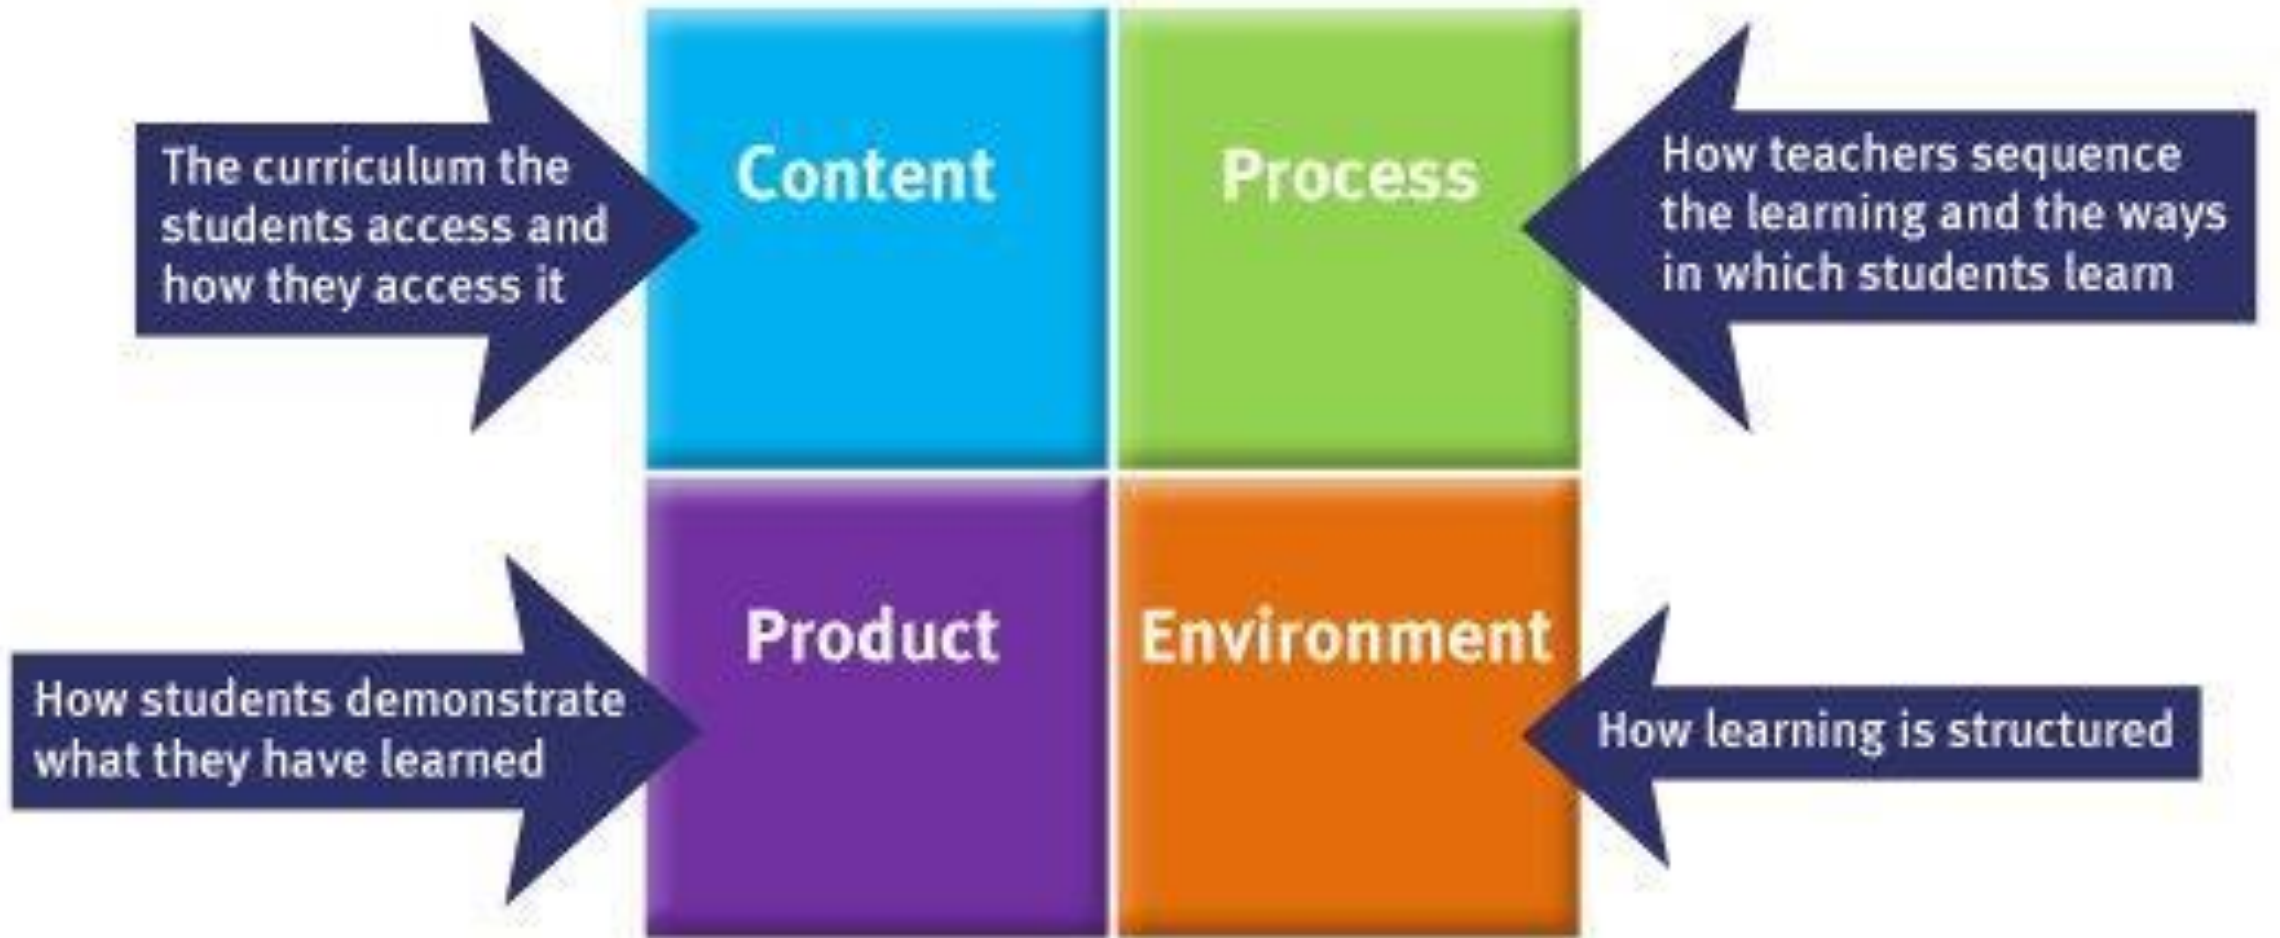 The curriculum the
students access and
how they access it
Content
Process
How teachers sequence
the learning and the ways
in which students learn
How students demonstrate
what they have learned
Product
Environment
How learning is structured